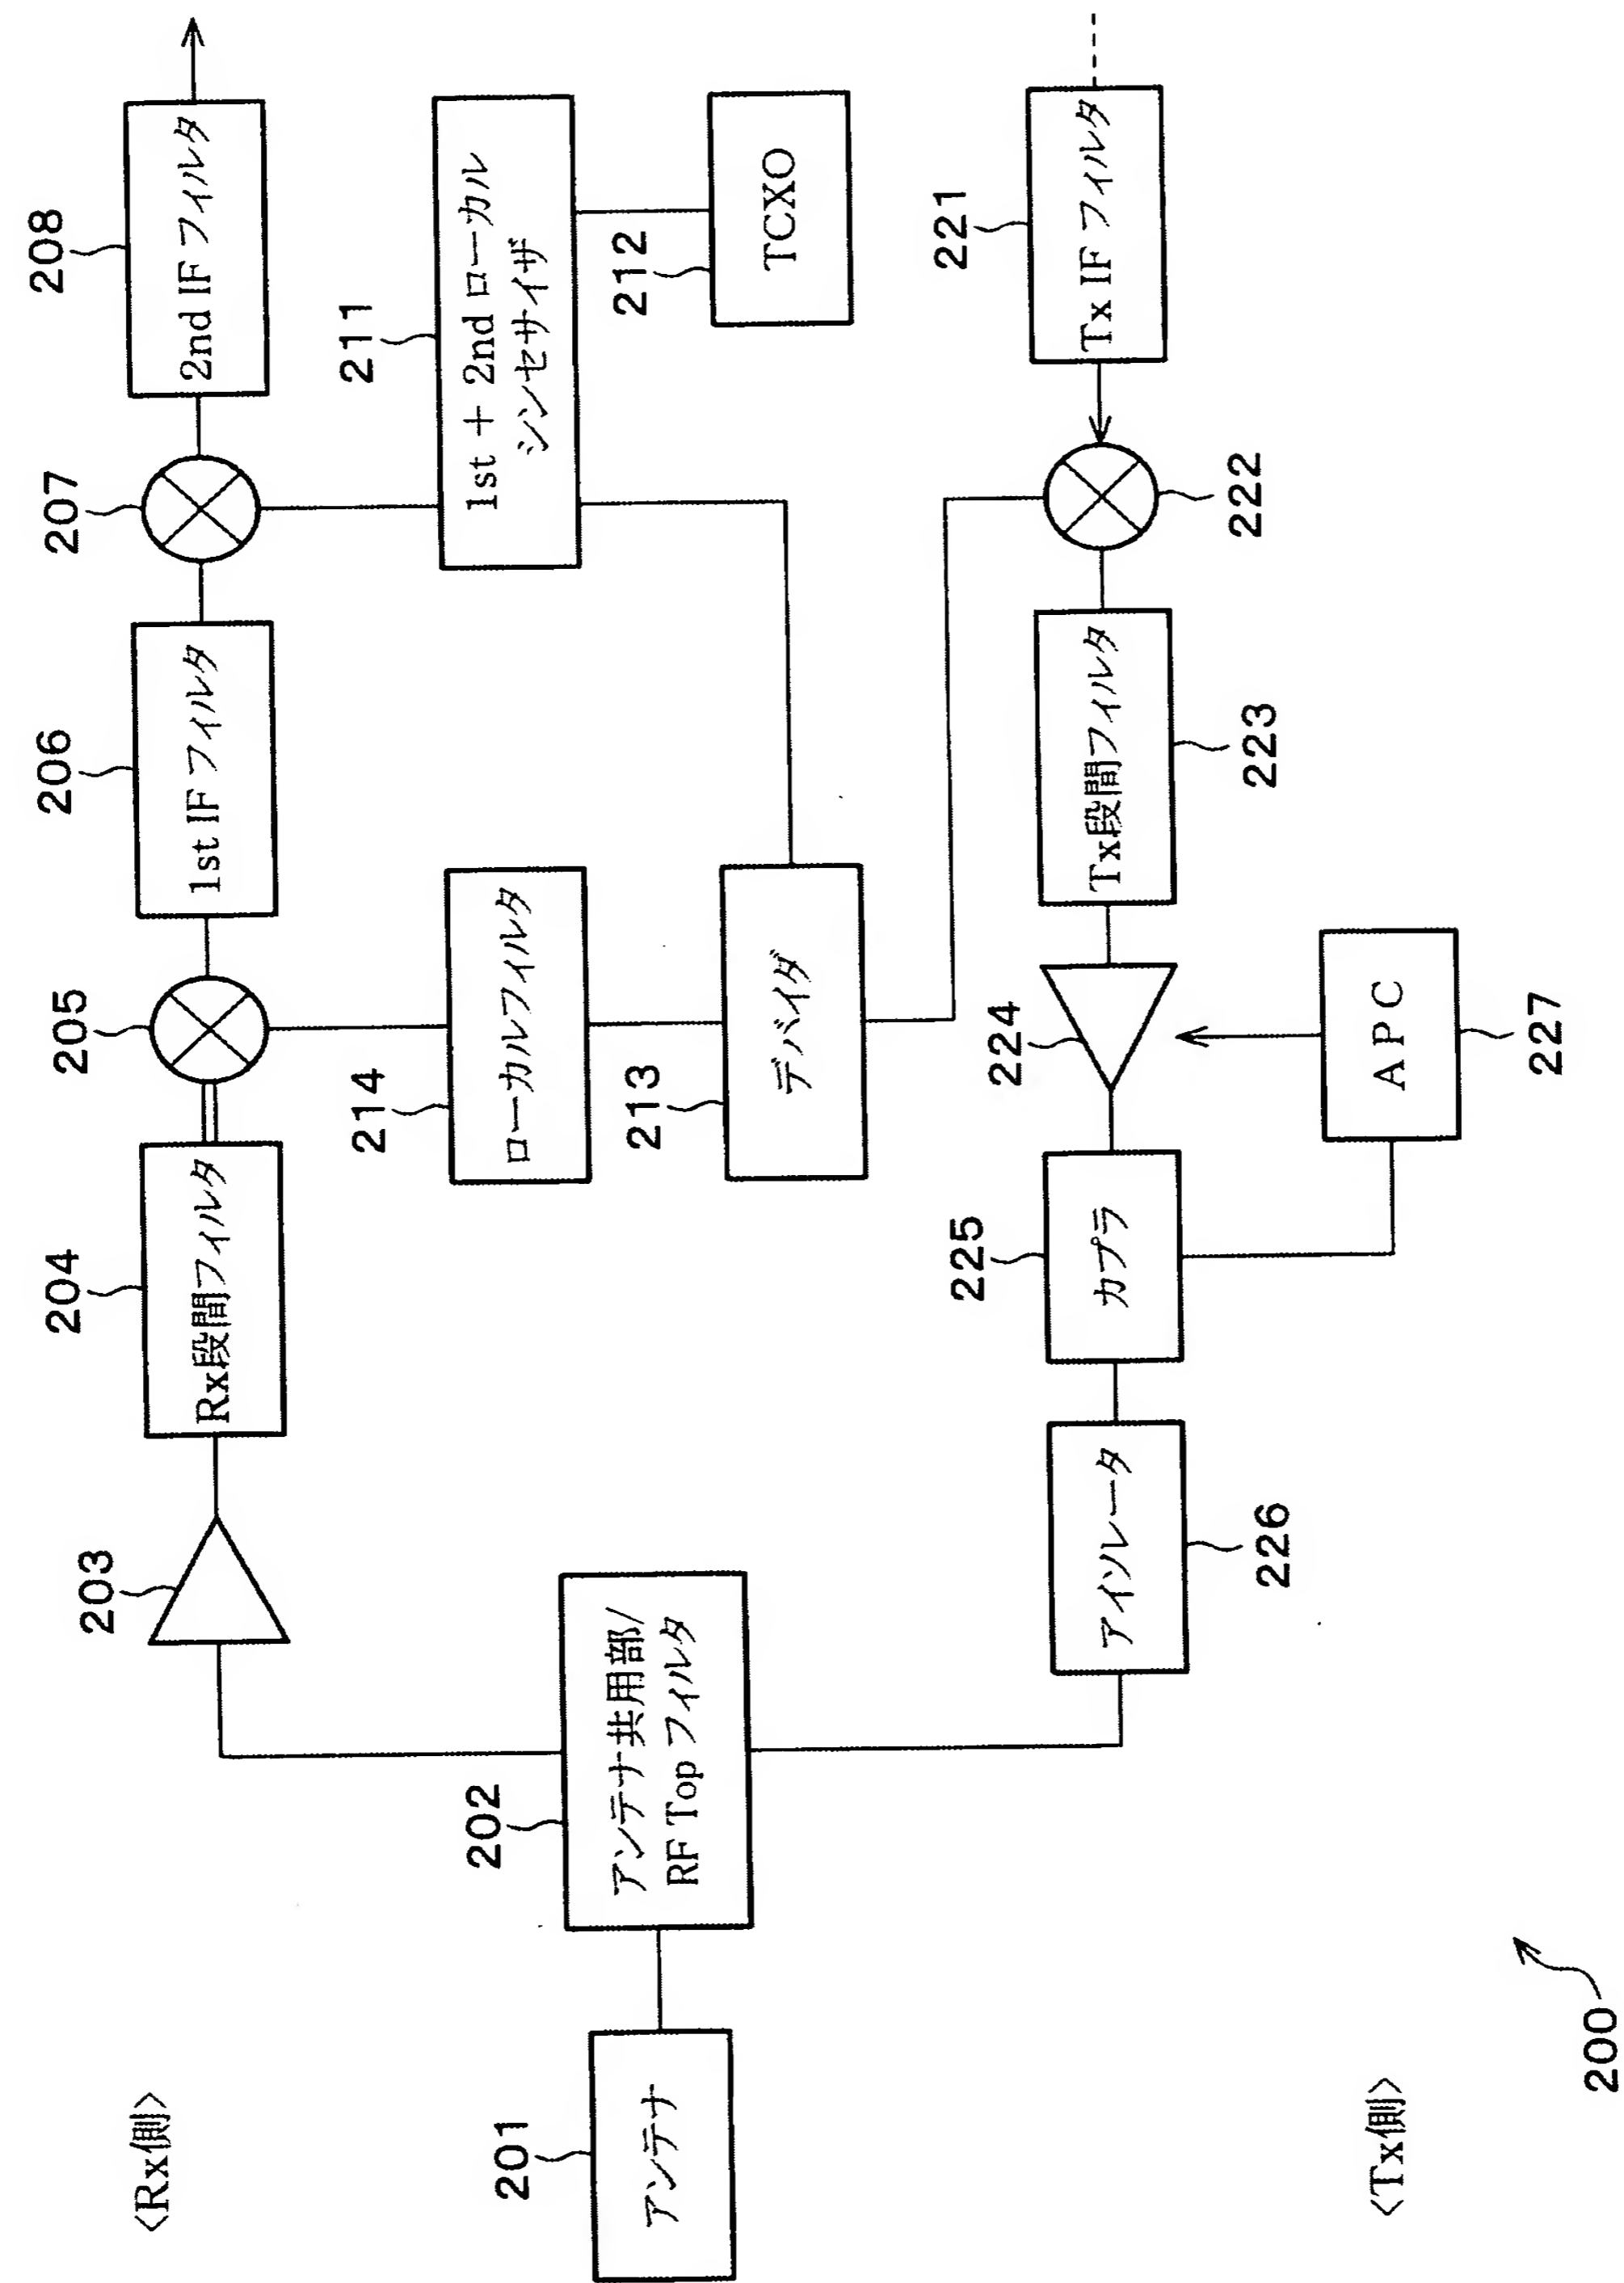 〈Rx側〉
201
アンテナ
202
アンテナ共用部/
RF Top フィルタ
203
204
Rx段間フィルタ
205
206
1st IF フィルタ
207
208
2nd IF フィルタ
211
1st + 2nd ローカル
シンセサイザ
212
TCXO
213
デバイダ
214
ローカルフィルタ
221
Tx IF フィルタ
222
223
Tx段間フィルタ
224
225
カプラ
226
アイソレータ
227
A P C
〈Tx側〉
200